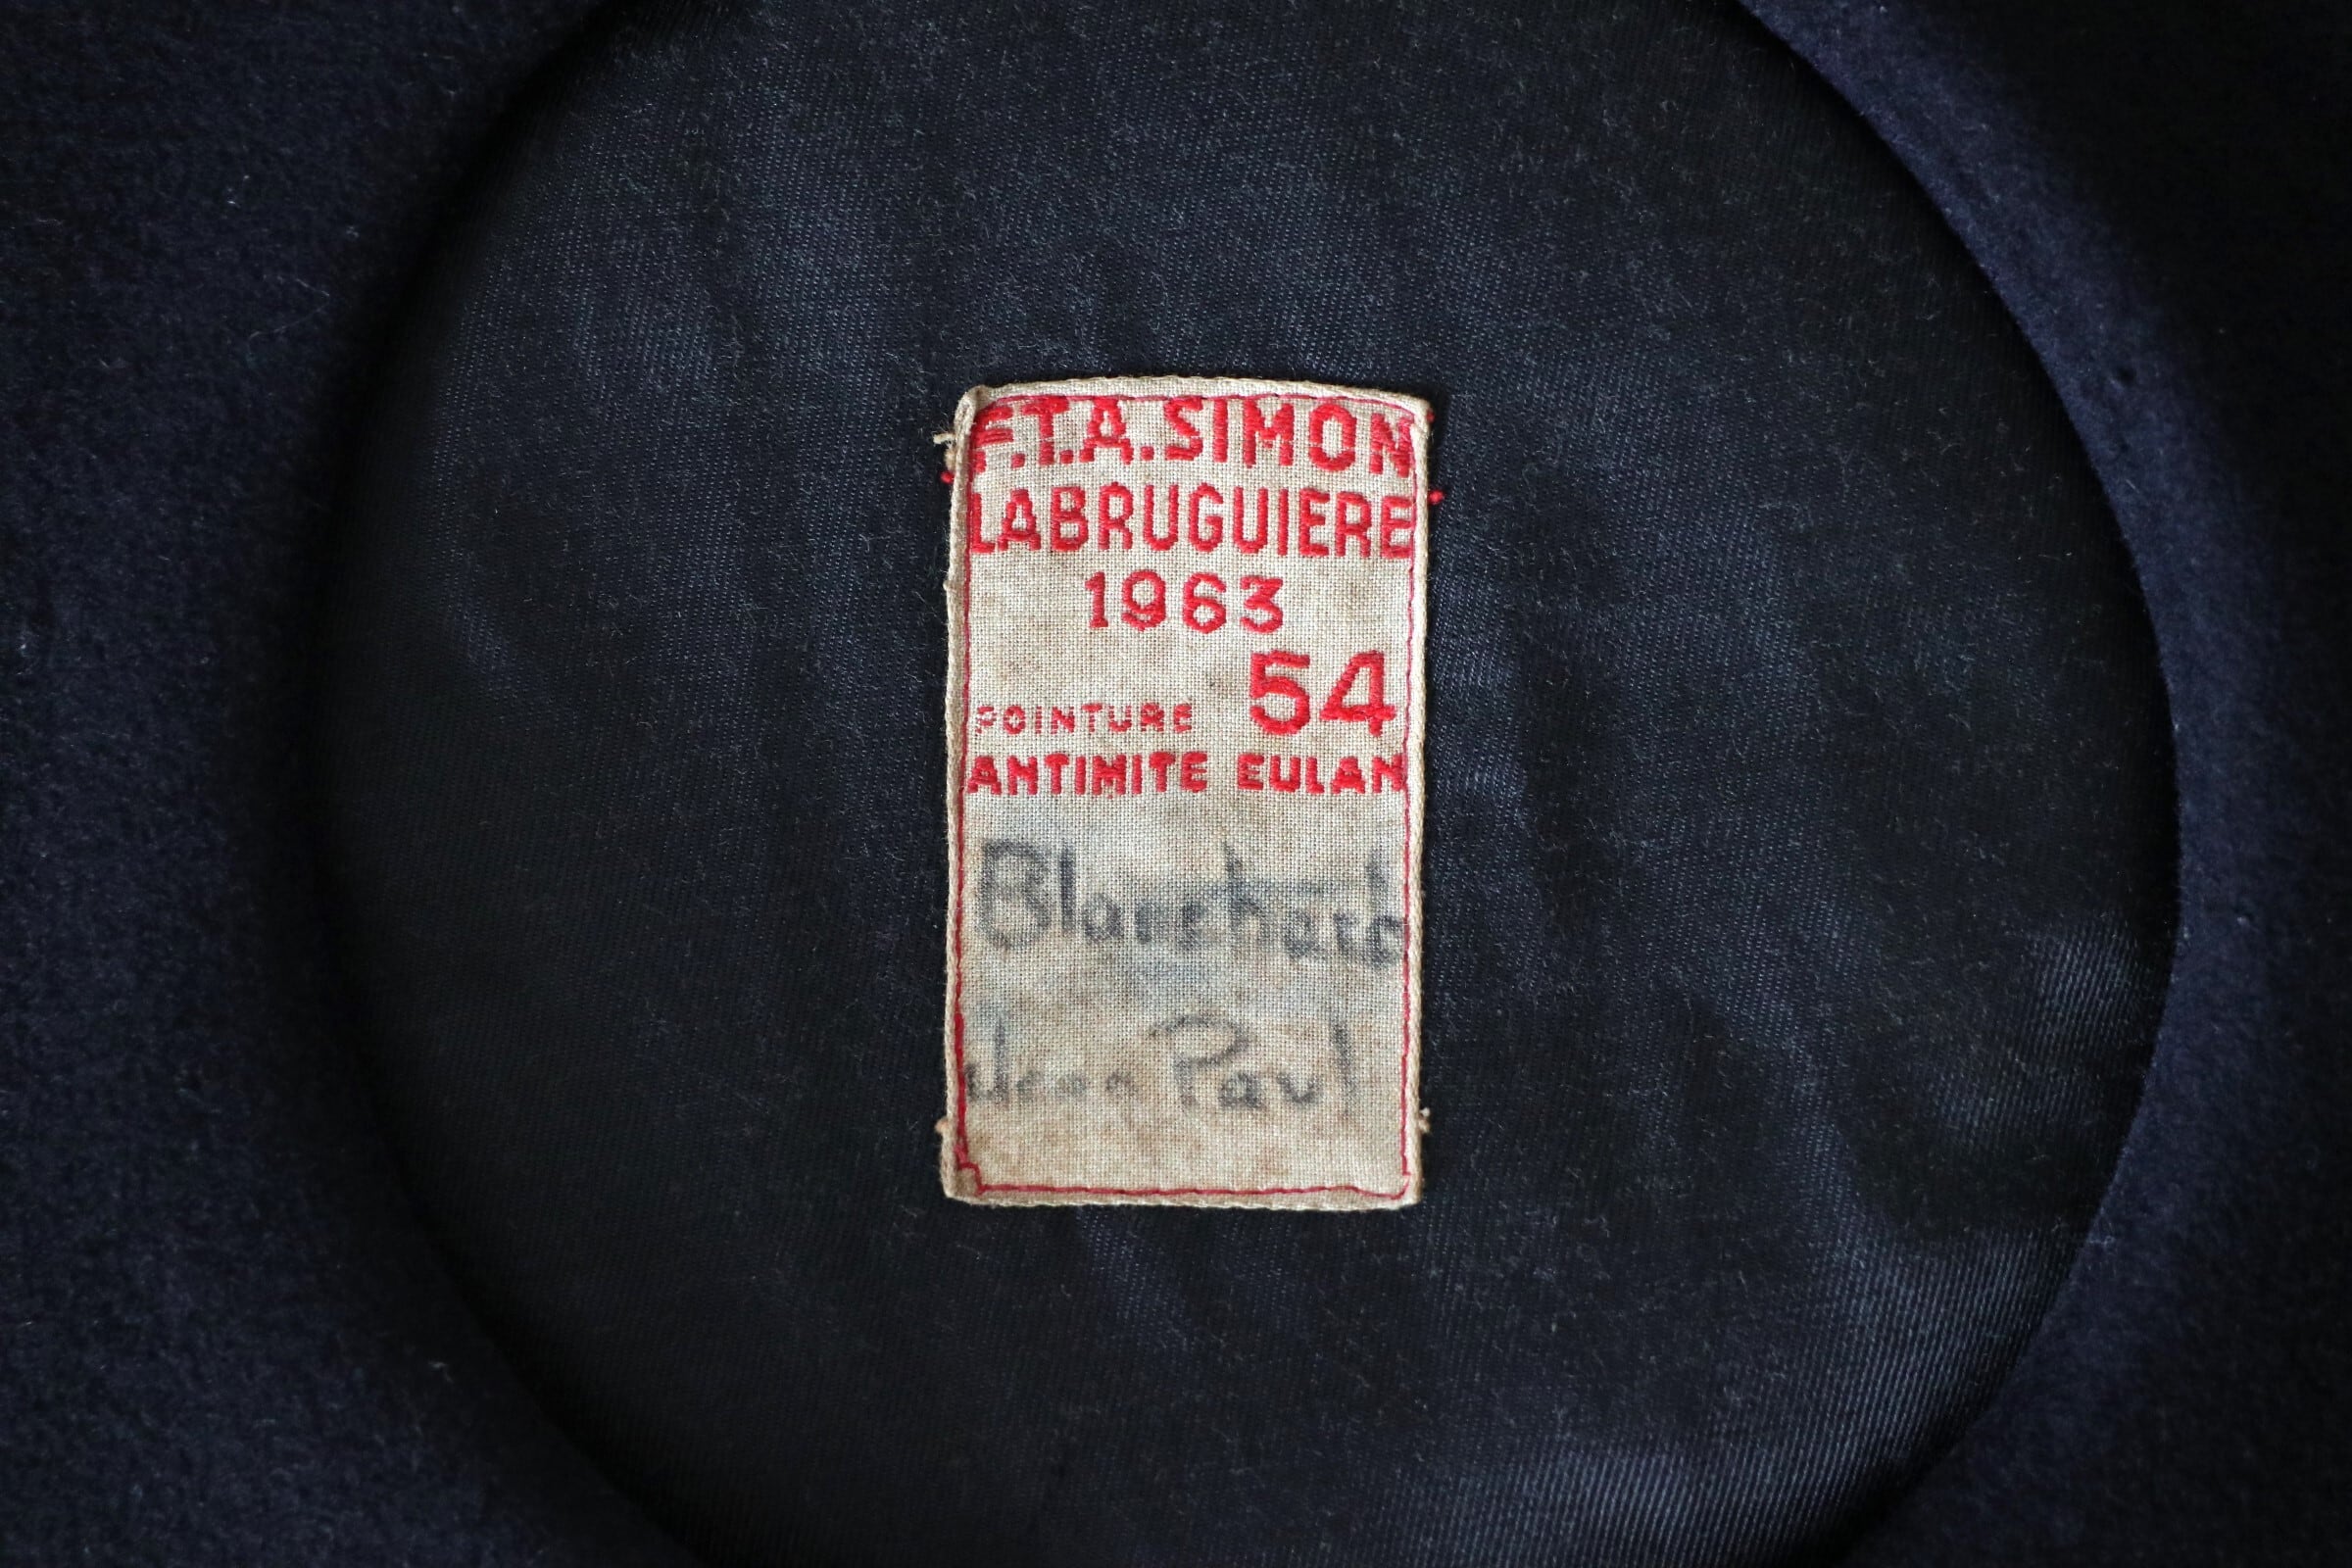 F.T.A. SIMON
LABRUGUIERE
1963
POINTURE 54
ANTIMITE EULAN
Blanchard
Jean Paul